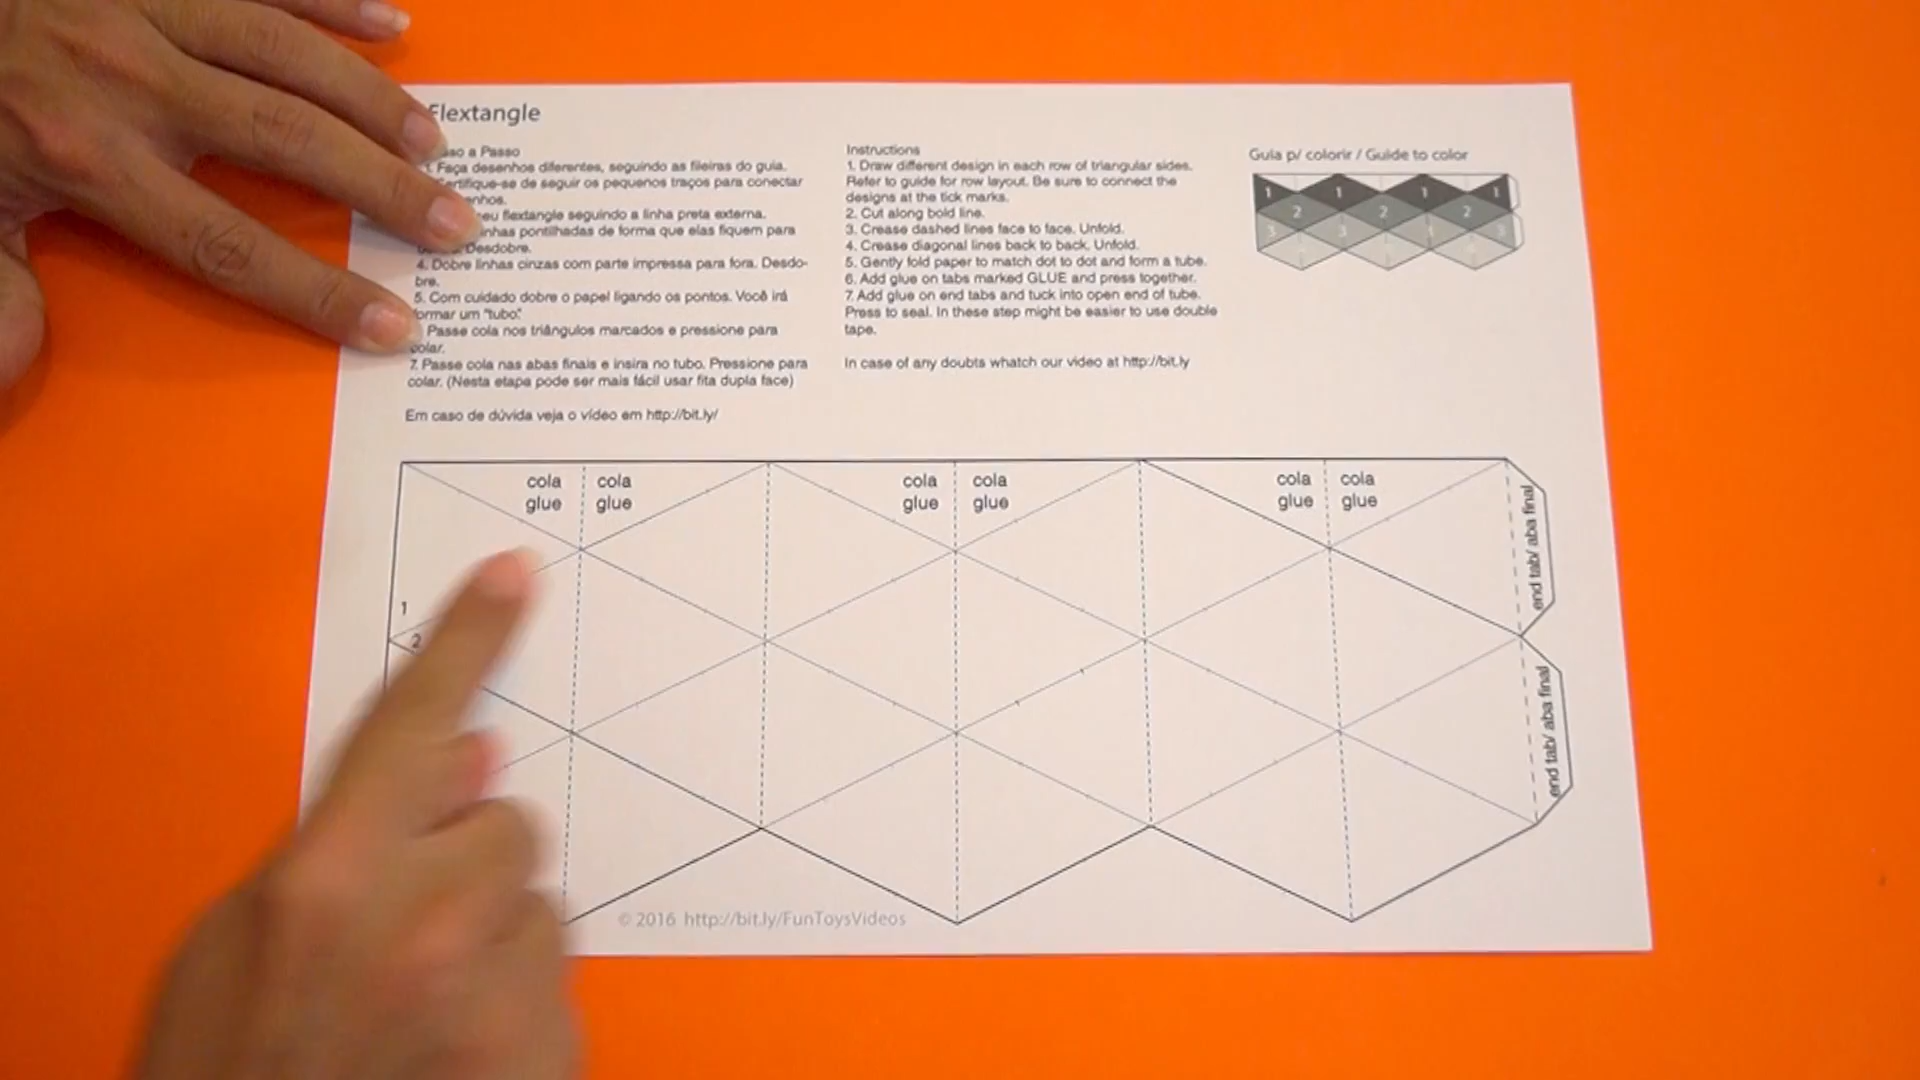 Flextangle
a Passo
1. Faça desenhos diferentes, seguindo as fileiras do guia.
Certifique-se de seguir os pequenos traços para conectar
flextangle seguindo a linha preta externa.
pontilhadas de forma que elas fiquem para
Desdobre.
4. Dobre linhas cinzas com parte impressa para fora. Desdo-
bre.
5. Com cuidado dobre o papel ligando os pontos. Você irá
formar um "tubo."
Passe cola nos triângulos marcados e pressione para
colar.
7. Passe cola nas abas finais e insira no tubo. Pressione para
colar. (Nesta etapa pode ser mais fácil usar fita dupla face)
Em caso de dúvida veja o vídeo em http://bit.ly/
Instructions
1. Draw different design in each row of triangular sides.
Refer to guide for row layout. Be sure to connect the
designs at the tick marks.
2. Cut along bold line.
3. Crease dashed lines face to face. Unfold.
4. Crease diagonal lines back to back. Unfold.
5. Gently fold paper to match dot to dot and form a tube.
6. Add glue on tabs marked GLUE and press together.
7. Add glue on end tabs and tuck into open end of tube.
Press to seal. In these step might be easier to use double
tape.
In case of any doubts whatch our video at http://bit.ly
Guia p/ colorir / Guide to color
1 1 1 1
2 2 2
3 3 3
cola cola cola cola cola cola
glue glue glue glue glue glue
end tab/ aba final
1
2
end tab/ aba final
© 2016 http://bit.ly/FunToysVideos